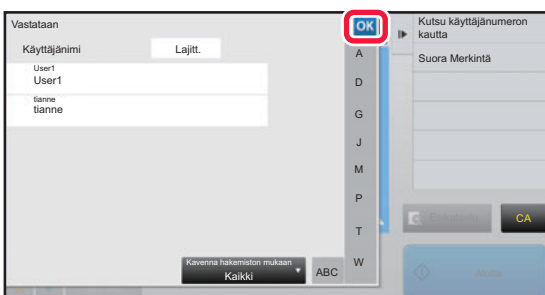 Vastataan
OK
Käyttäjänimi
Lajitt.
User1
User1
tianne
tianne
A
D
G
J
M
P
T
W
Kavenna hakemiston mukaan
Kaikki
ABC
Kutsu käyttäjänumeron
kautta
Suora Merkintä
CA
Aloita